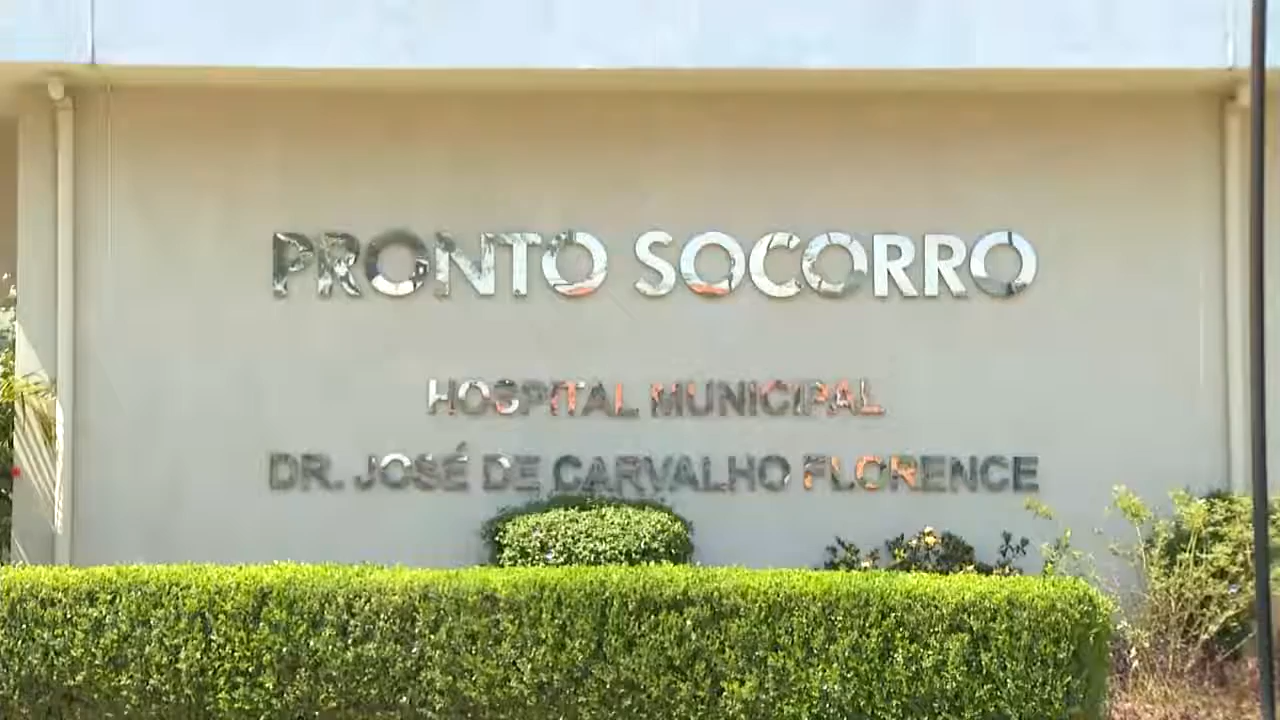 PRONTO SOCORRO
HOSPITAL MUNICIPAL
DR. JOSÉ DE CARVALHO FLORENCE